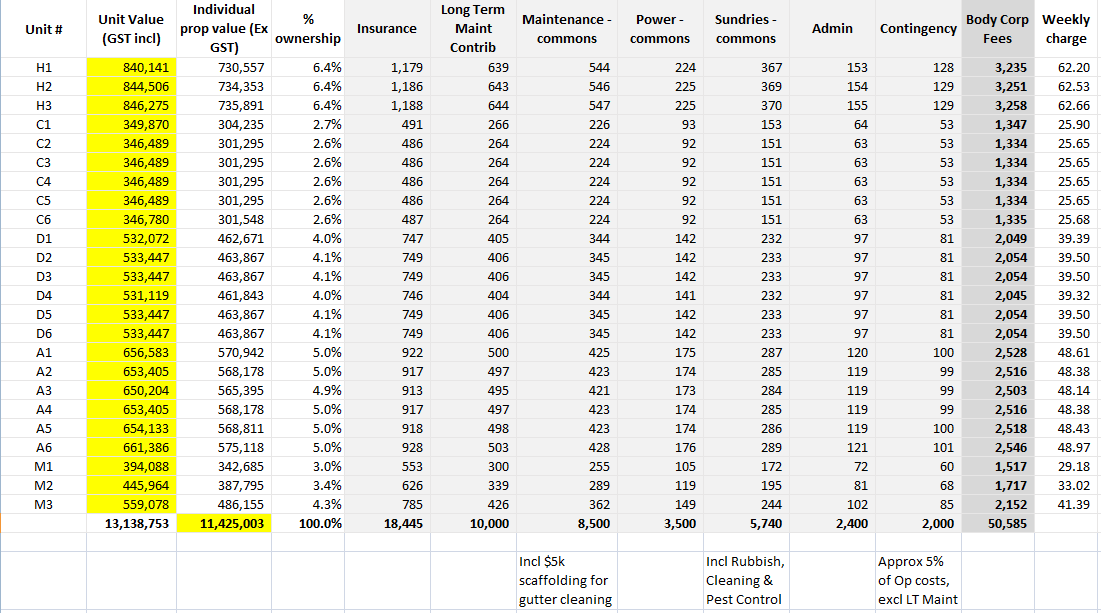 Unit # Unit Value (GST incl) Individual prop value (Ex GST) % ownership Insurance Long Term Maint Contrib Maintenance - commons Power - commons Sundries - commons Admin Contingency Body Corp Fees Weekly charge
H1 840,141 730,557 6.4% 1,179 639 544 224 367 153 128 3,235 62.20
H2 844,506 734,353 6.4% 1,186 643 546 225 369 154 129 3,251 62.53
H3 846,275 735,891 6.4% 1,188 644 547 225 370 155 129 3,258 62.66
C1 349,870 304,235 2.7% 491 266 226 93 153 64 53 1,347 25.90
C2 346,489 301,295 2.6% 486 264 224 92 151 63 53 1,334 25.65
C3 346,489 301,295 2.6% 486 264 224 92 151 63 53 1,334 25.65
C4 346,489 301,295 2.6% 486 264 224 92 151 63 53 1,334 25.65
C5 346,489 301,295 2.6% 486 264 224 92 151 63 53 1,334 25.65
C6 346,780 301,548 2.6% 487 264 224 92 151 63 53 1,335 25.68
D1 532,072 462,671 4.0% 747 405 344 142 232 97 81 2,049 39.39
D2 533,447 463,867 4.1% 749 406 345 142 233 97 81 2,054 39.50
D3 533,447 463,867 4.1% 749 406 345 142 233 97 81 2,054 39.50
D4 531,119 461,843 4.0% 746 404 344 141 232 97 81 2,045 39.32
D5 533,447 463,867 4.1% 749 406 345 142 233 97 81 2,054 39.50
D6 533,447 463,867 4.1% 749 406 345 142 233 97 81 2,054 39.50
A1 656,583 570,942 5.0% 922 500 425 175 287 120 100 2,528 48.61
A2 653,405 568,178 5.0% 917 497 423 174 285 119 99 2,516 48.38
A3 650,204 565,395 4.9% 913 495 421 173 284 119 99 2,503 48.14
A4 653,405 568,178 5.0% 917 497 423 174 285 119 99 2,516 48.38
A5 654,133 568,811 5.0% 918 498 423 174 286 119 100 2,518 48.43
A6 661,386 575,118 5.0% 928 503 428 176 289 121 101 2,546 48.97
M1 394,088 342,685 3.0% 553 300 255 105 172 72 60 1,517 29.18
M2 445,964 387,795 3.4% 626 339 289 119 195 81 68 1,717 33.02
M3 559,078 486,155 4.3% 785 426 362 149 244 102 85 2,152 41.39
13,138,753 11,425,003 100.0% 18,445 10,000 8,500 3,500 5,740 2,400 2,000 50,585
Incl $5k scaffolding for gutter cleaning
Incl Rubbish, Cleaning & Pest Control
Approx 5% of Op costs, excl LT Maint